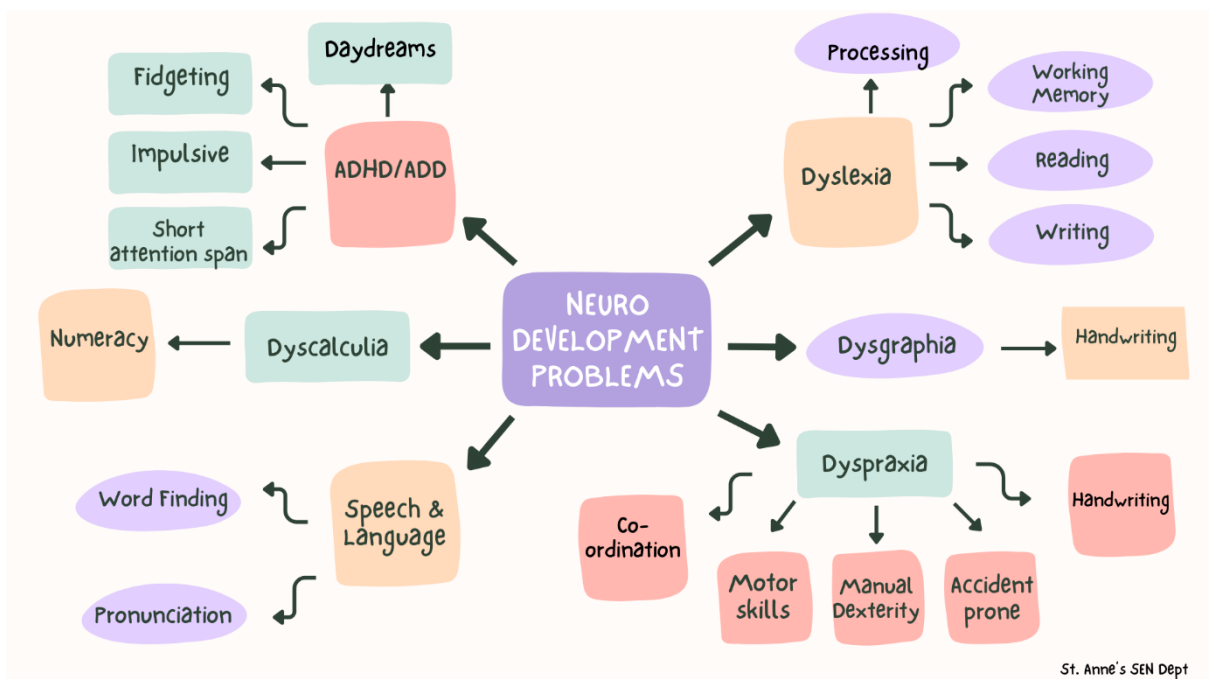 Daydreams
Fidgeting
Impulsive
Short
attention span
ADHD/ADD
Processing
Working
Memory
Reading
Writing
Dyslexia
NEURO
DEVELOPMENT
PROBLEMS
Numeracy
Dyscalculia
Dysgraphia
Handwriting
Word Finding
Pronunciation
Speech &
Language
Dyspraxia
Co-
ordination
Motor
skills
Manual
Dexterity
Accident
prone
Handwriting
St. Anne's SEN Dept